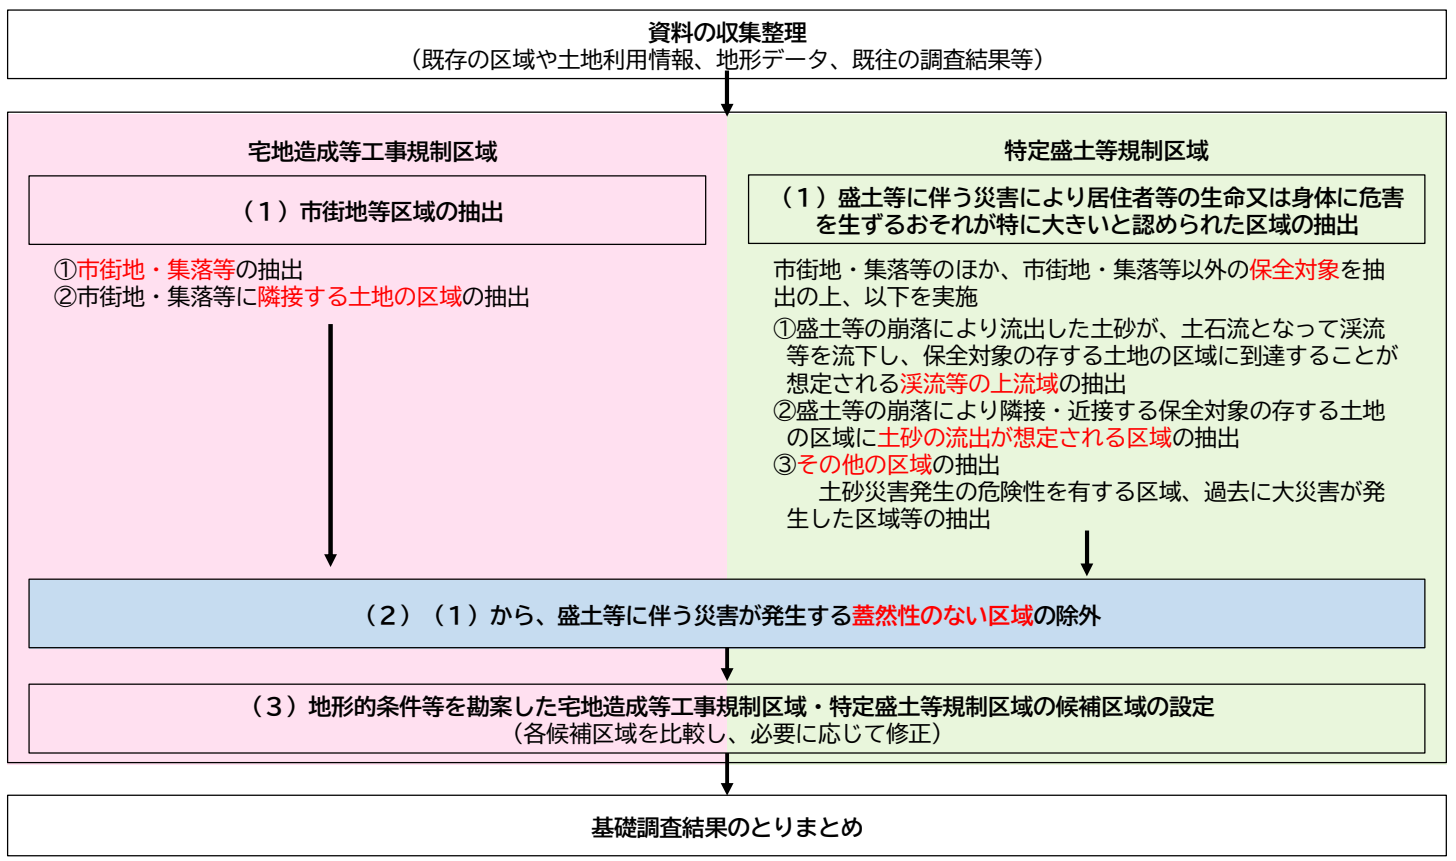 資料の収集整理
（既存の区域や土地利用情報、地形データ、既往の調査結果等）
宅地造成等工事規制区域
（１）市街地等区域の抽出
①市街地・集落等の抽出
②市街地・集落等に隣接する土地の区域の抽出
特定盛土等規制区域
（１）盛土等に伴う災害により居住者等の生命又は身体に危害
を生ずるおそれが特に大きいと認められた区域の抽出
市街地・集落等のほか、市街地・集落等以外の保全対象を抽
出の上、以下を実施
①盛土等の崩落により流出した土砂が、土石流となって渓流
等を流下し、保全対象の存する土地の区域に到達することが
想定される渓流等の上流域の抽出
②盛土等の崩落により隣接・近接する保全対象の存する土地
の区域に土砂の流出が想定される区域の抽出
③その他の区域の抽出
土砂災害発生の危険性を有する区域、過去に大災害が発
生した区域等の抽出
（２）（１）から、盛土等に伴う災害が発生する蓋然性のない区域の除外
（３）地形的条件等を勘案した宅地造成等工事規制区域・特定盛土等規制区域の候補区域の設定
（各候補区域を比較し、必要に応じて修正）
基礎調査結果のとりまとめ